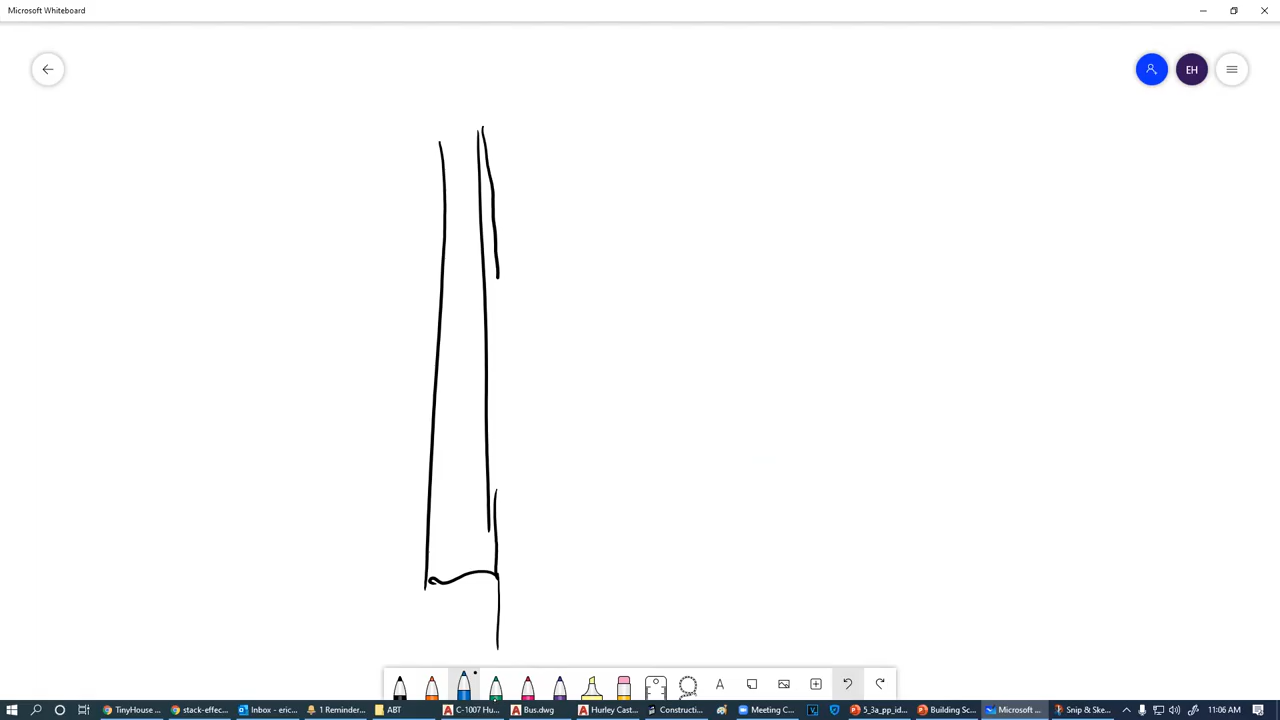 Microsoft Whiteboard
EH
A
TinyHouse ...
stack-effec...
Inbox - eric...
1 Reminder...
ABT
C-1007 Hu...
Bus.dwg
Hurley Cast...
Constructi...
Meeting C...
5_3a_pp_id...
Building Sc...
Microsoft ...
Snip & Ske...
11:06 AM